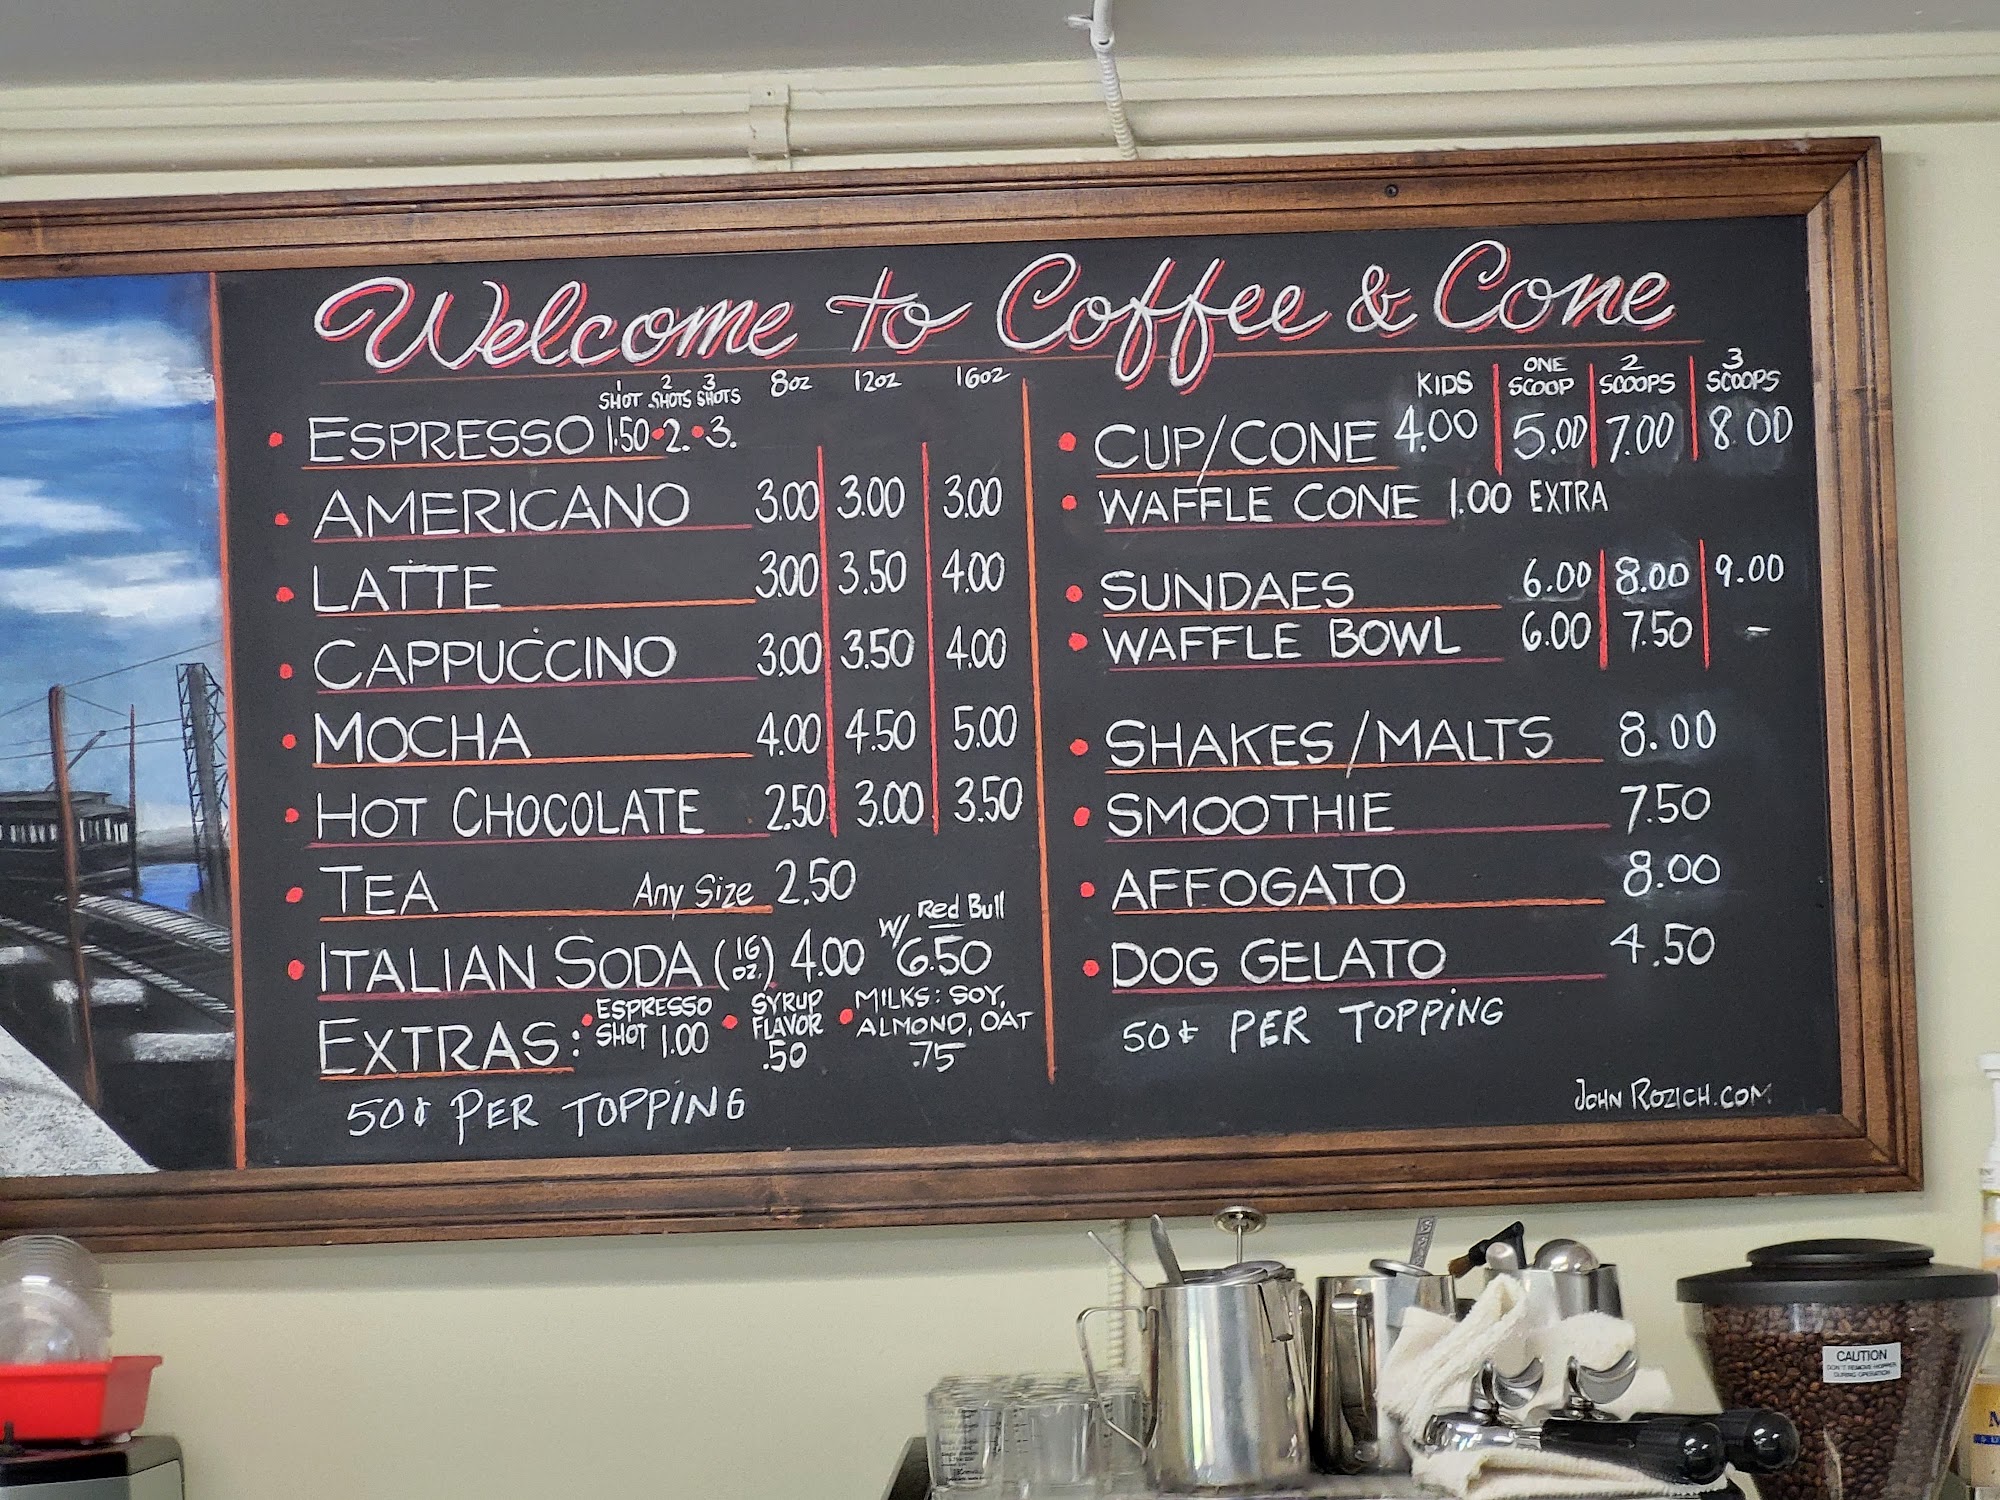 Welcome to Coffee & Cone
1 SHOT 2 SHOTS 3 SHOTS 8oz 12oz 16oz
ESPRESSO 1.50 • 2. • 3.
AMERICANO 3.00 3.00 3.00
LATTE 3.00 3.50 4.00
CAPPUCCINO 3.00 3.50 4.00
MOCHA 4.00 4.50 5.00
HOT CHOCOLATE 2.50 3.00 3.50
TEA Any Size 2.50
ITALIAN SODA (16 oz.) 4.00 w/ Red Bull 6.50
EXTRAS: • ESPRESSO SHOT 1.00 • SYRUP FLAVOR .50 • MILKS: SOY, ALMOND, OAT .75
50¢ PER TOPPING
KIDS ONE SCOOP 2 SCOOPS 3 SCOOPS
CUP/CONE 4.00 5.00 7.00 8.00
WAFFLE CONE 1.00 EXTRA
SUNDAES 6.00 8.00 9.00
WAFFLE BOWL 6.00 7.50 -
SHAKES/MALTS 8.00
SMOOTHIE 7.50
AFFOGATO 8.00
DOG GELATO 4.50
50¢ PER TOPPING
JOHN ROZICH.COM
CAUTION
DON'T REMOVE HOPPER
DURING OPERATION